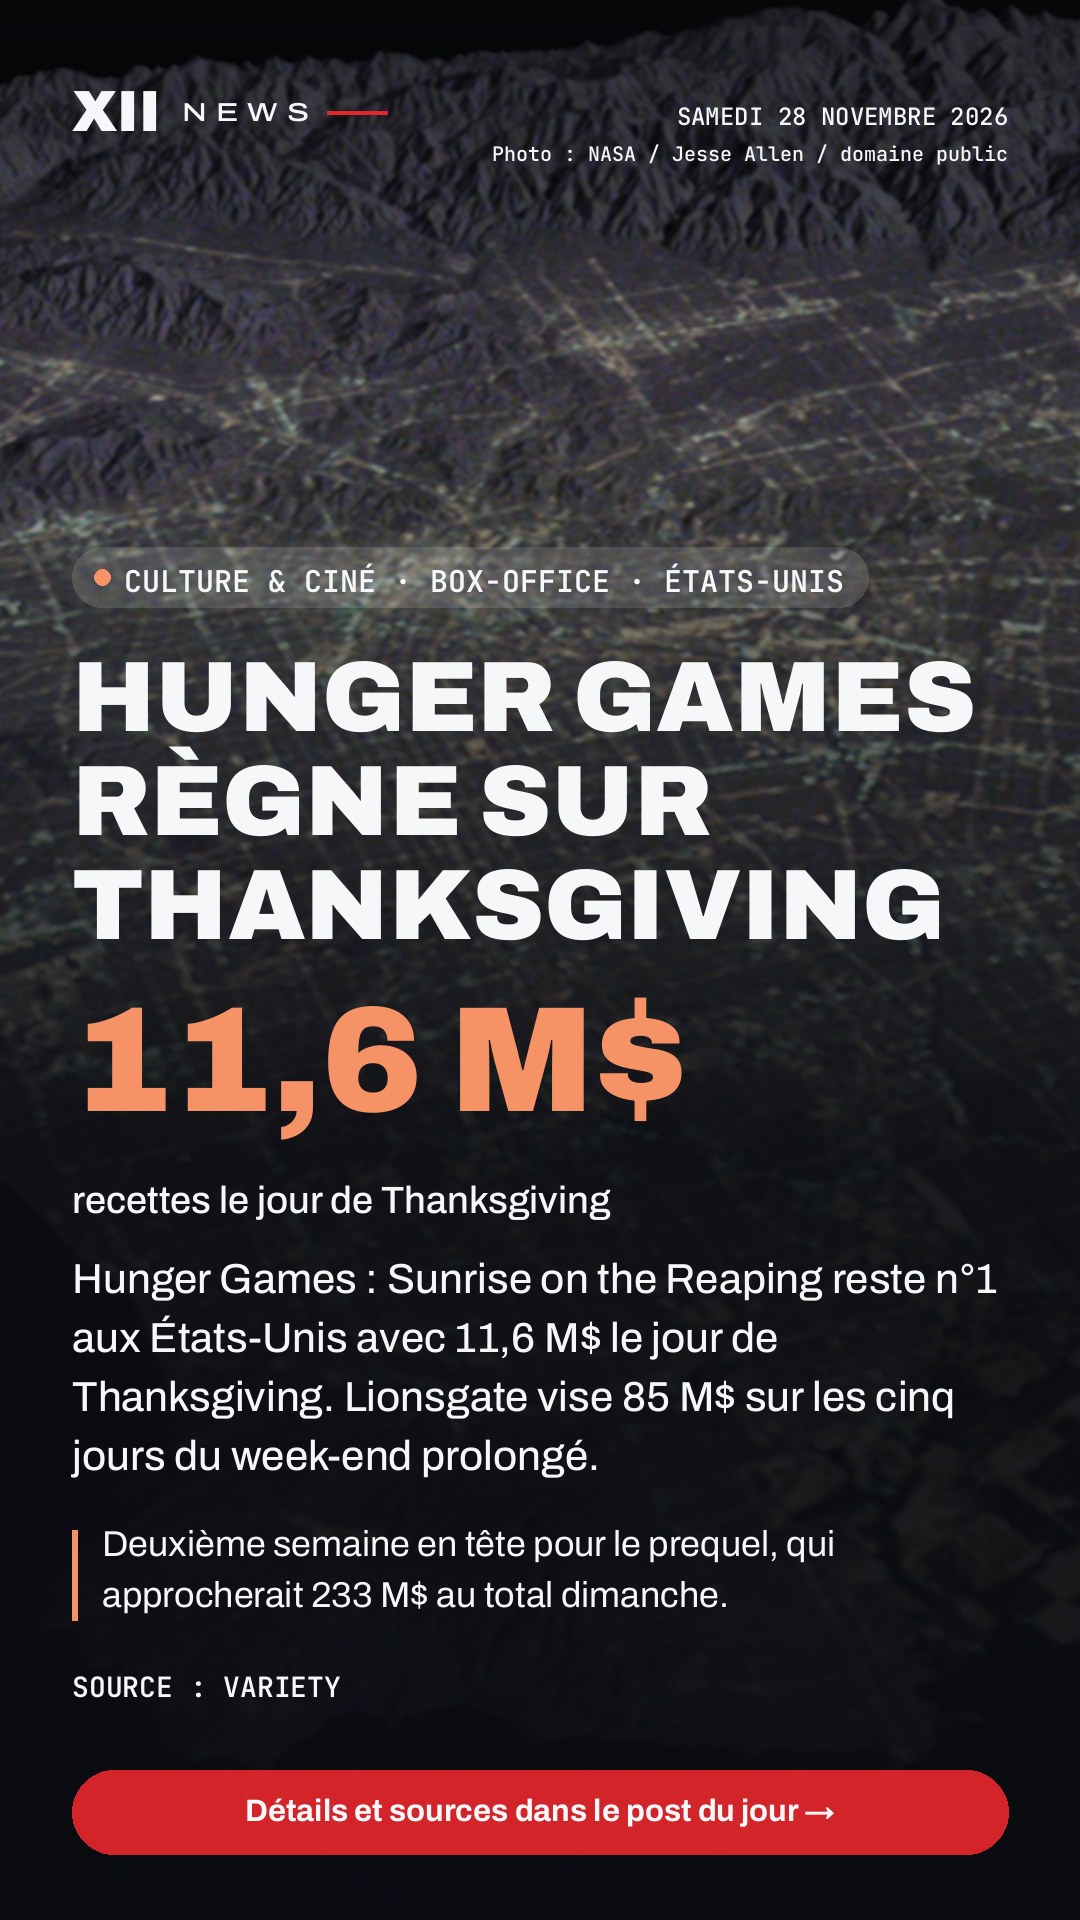 XII NEWS
SAMEDI 28 NOVEMBRE 2026
Photo : NASA / Jesse Allen / domaine public
CULTURE & CINÉ · BOX-OFFICE · ÉTATS-UNIS
HUNGER GAMES
RÈGNE SUR
THANKSGIVING
11,6 M$
recettes le jour de Thanksgiving
Hunger Games : Sunrise on the Reaping reste n°1
aux États-Unis avec 11,6 M$ le jour de
Thanksgiving. Lionsgate vise 85 M$ sur les cinq
jours du week-end prolongé.
Deuxième semaine en tête pour le prequel, qui
approcherait 233 M$ au total dimanche.
SOURCE : VARIETY
Détails et sources dans le post du jour →